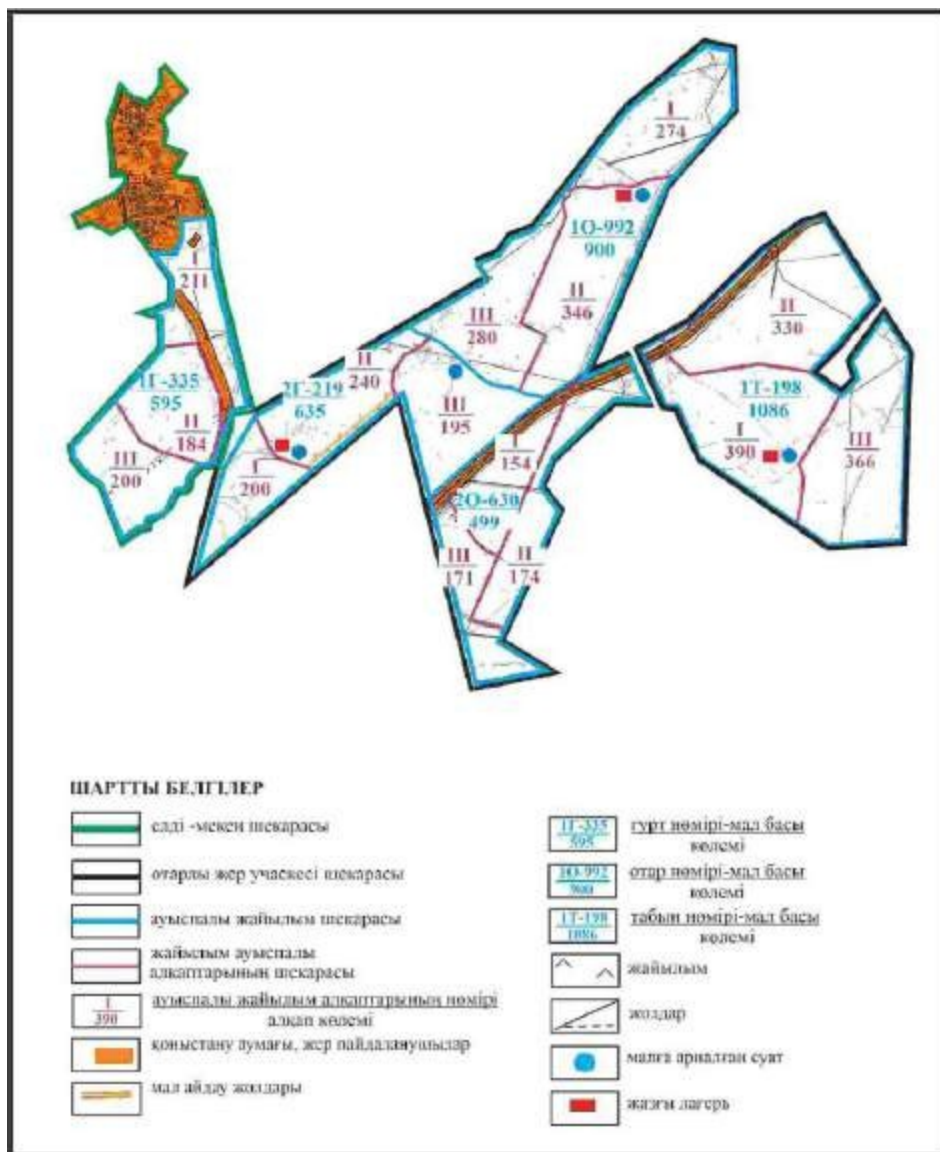 I
274
1О-992
900
I
211
III
280
II
346
II
330
II
240
1Г-335
595
2Г-219
635
1Т-198
1086
III
195
II
184
I
390
III
366
III
200
I
200
I
154
2О-630
499
III
171
II
174
ШАРТТЫ БЕЛГІЛЕР
елді -мекен шекарасы
отарлы жер учаскесі шекарасы
ауыспалы жайылым шекарасы
жайылым ауыспалы
алқаптарының шекарасы
I
390
ауыспалы жайылым алқаптарының нөмірі
алқап көлемі
қоныстану аумағы, жер пайдаланушылар
мал айдау жолдары
1Г-335
595
гурт нөмірі-мал басы
көлемі
1О-992
900
отар нөмірі-мал басы
көлемі
1Т-198
1086
табын нөмірі-мал басы
көлемі
жайылым
жолдар
малға арналған суат
жазғы лагерь